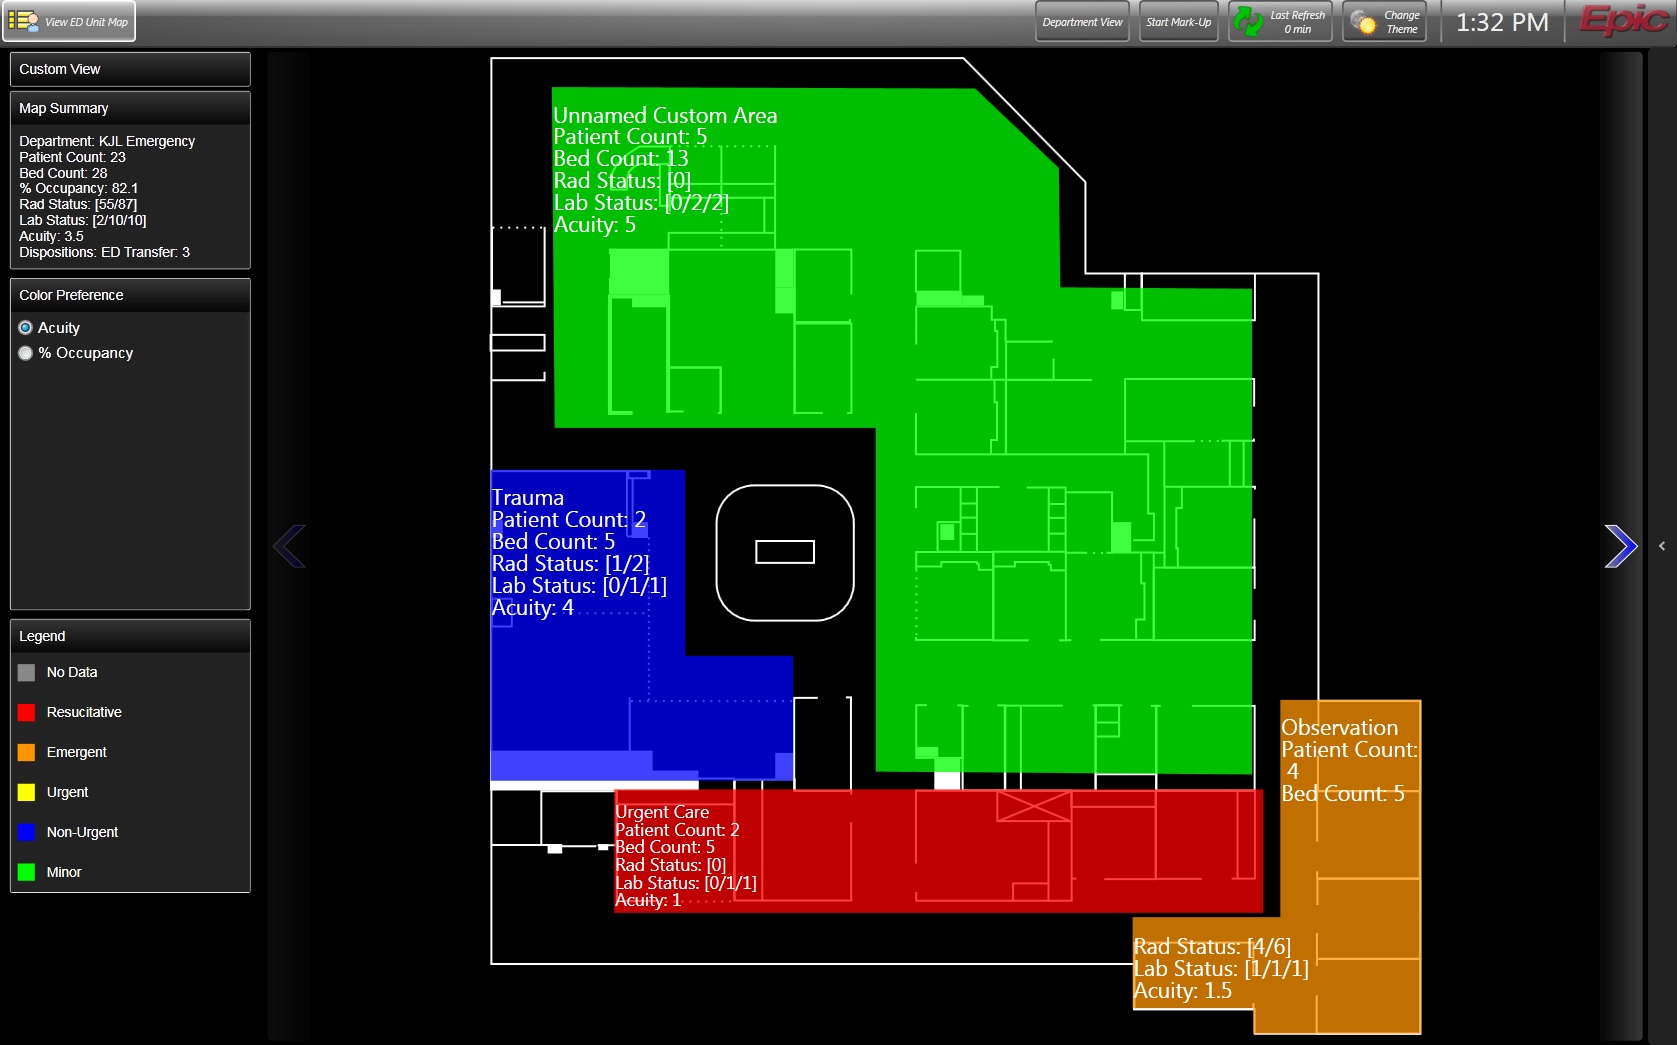 View ED Unit Map
Department View
Start Mark-Up
Last Refresh
0 min
Change
Theme
1:32 PM
Epic
Custom View
Map Summary
Department: KJL Emergency
Patient Count: 23
Bed Count: 28
% Occupancy: 82.1
Rad Status: [55/87]
Lab Status: [2/10/10]
Acuity: 3.5
Dispositions: ED Transfer: 3
Color Preference
Acuity
% Occupancy
Legend
No Data
Resucitative
Emergent
Urgent
Non-Urgent
Minor
Unnamed Custom Area
Patient Count: 5
Bed Count: 13
Rad Status: [0]
Lab Status: [0/2/2]
Acuity: 5
Trauma
Patient Count: 2
Bed Count: 5
Rad Status: [1/2]
Lab Status: [0/1/1]
Acuity: 4
Urgent Care
Patient Count: 2
Bed Count: 5
Rad Status: [0]
Lab Status: [0/1/1]
Acuity: 1
Observation
Patient Count:
4
Bed Count: 5
Rad Status: [4/6]
Lab Status: [1/1/1]
Acuity: 1.5